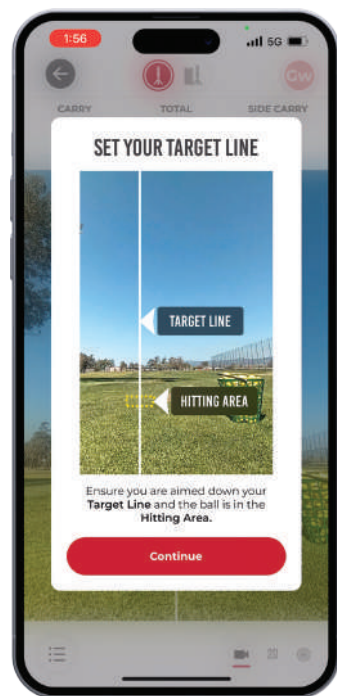 1:56
5G
Gw
CARRY TOTAL SIDE CARRY
SET YOUR TARGET LINE
TARGET LINE
HITTING AREA
Ensure you are aimed down your
Target Line and the ball is in the
Hitting Area.
Continue